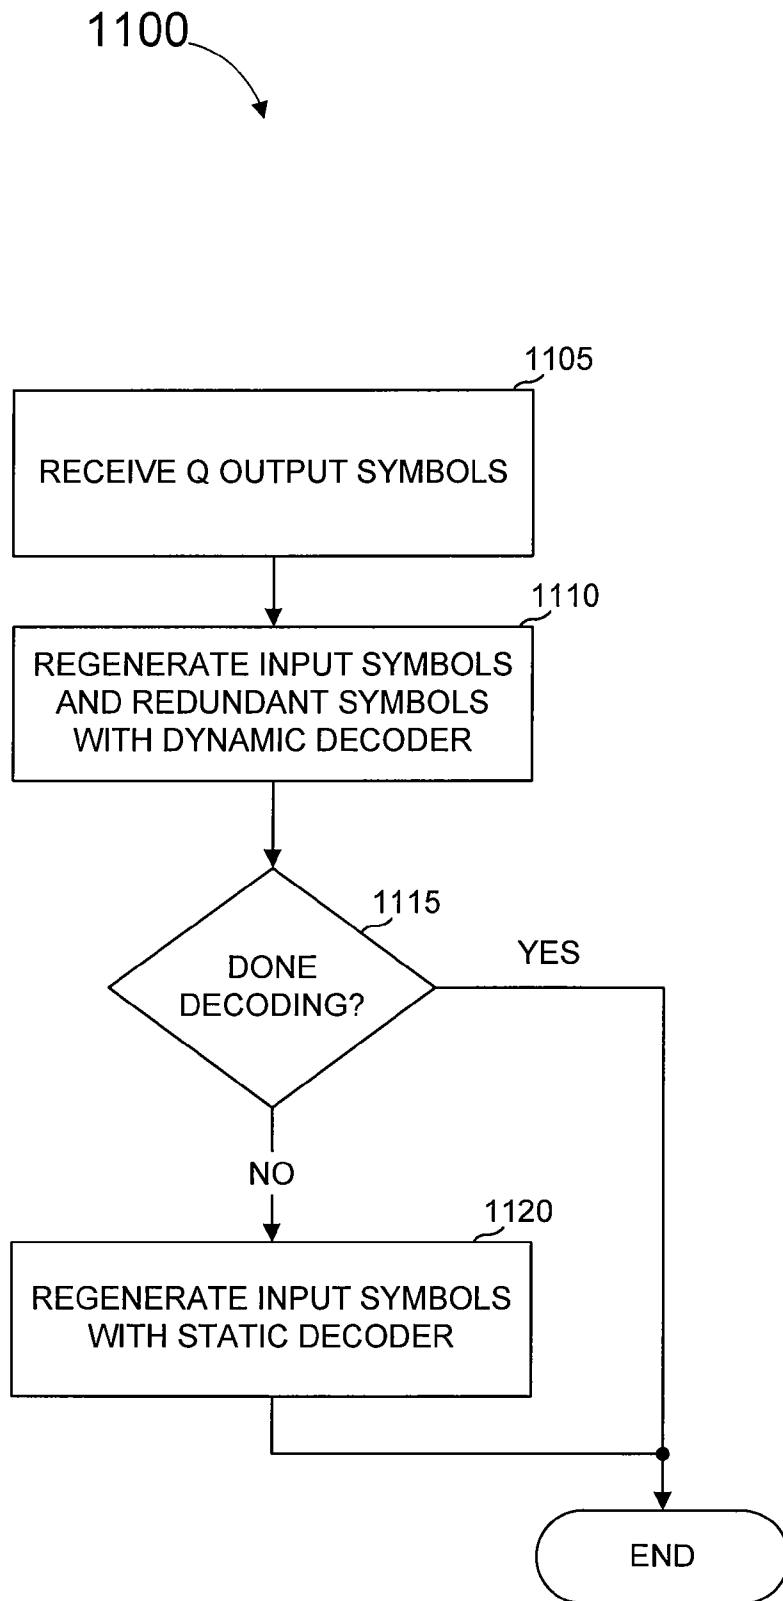 1100
1105
RECEIVE Q OUTPUT SYMBOLS
1110
REGENERATE INPUT SYMBOLS
AND REDUNDANT SYMBOLS
WITH DYNAMIC DECODER
1115
DONE
DECODING?
YES
NO
1120
REGENERATE INPUT SYMBOLS
WITH STATIC DECODER
END